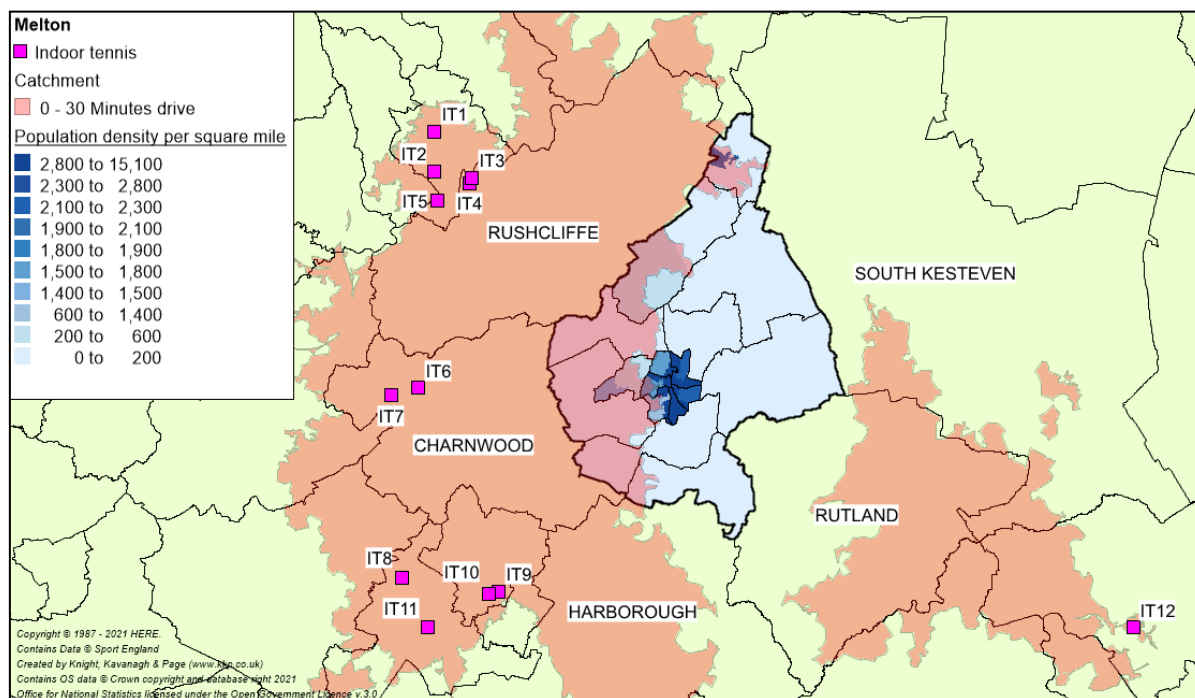 Melton
Indoor tennis
Catchment
0 - 30 Minutes drive
Population density per square mile
2,800 to 15,100
2,300 to 2,800
2,100 to 2,300
1,900 to 2,100
1,800 to 1,900
1,500 to 1,800
1,400 to 1,500
600 to 1,400
200 to 600
0 to 200
IT1
IT2
IT3
IT5
IT4
RUSHCLIFFE
SOUTH KESTEVEN
IT6
IT7
CHARNWOOD
RUTLAND
IT8
IT10
IT9
IT11
HARBOROUGH
IT12
Copyright © 1987 - 2021 HERE.
Contains Data ® Sport England
Created by Knight, Kavanagh & Page (www.kkp.co.uk)
Contains OS data © Crown copyright and database right 2021
Office for National Statistics licensed under the Open Government Licence v.3.0